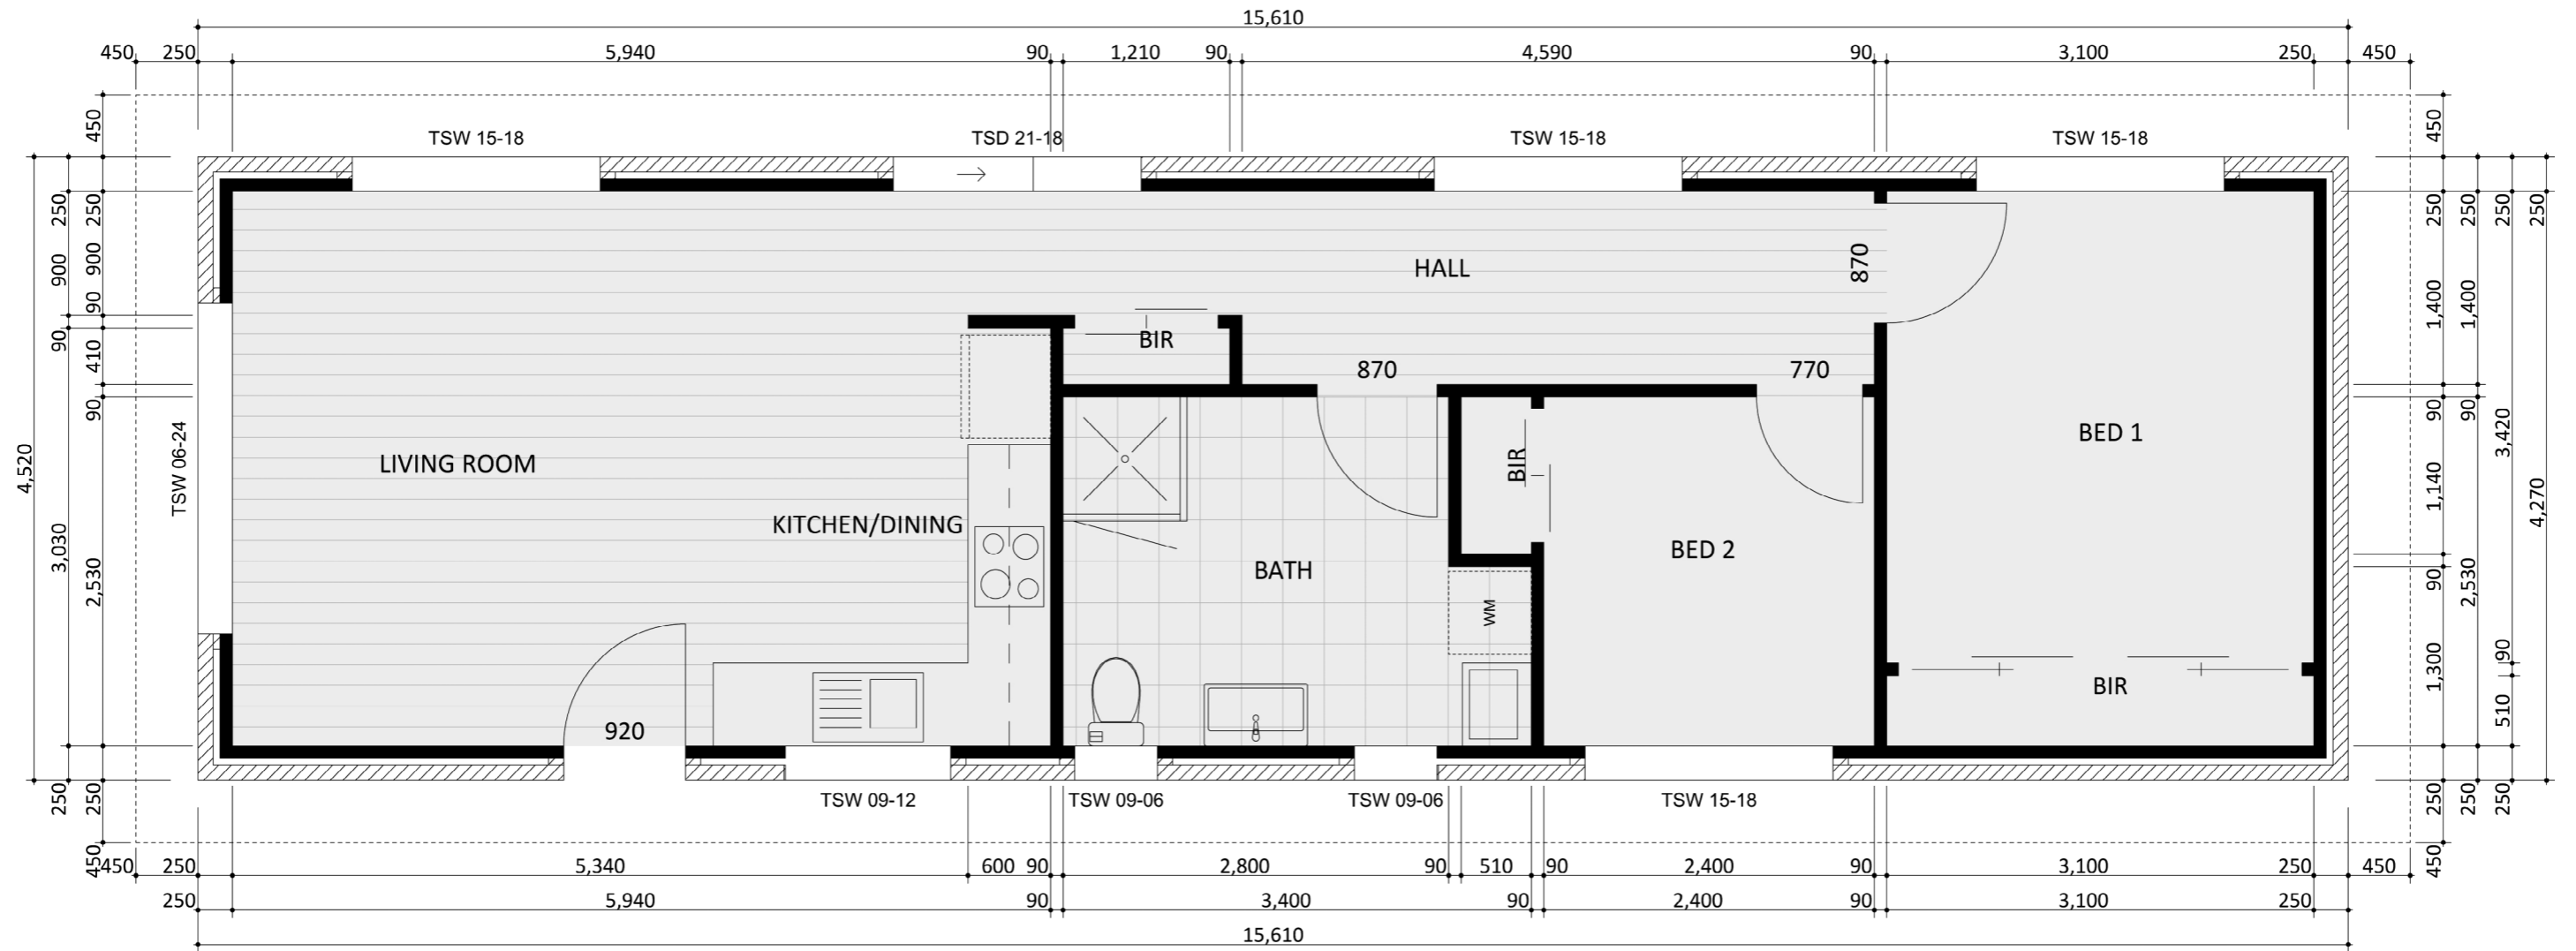 15,610
450 250 5,940 90 1,210 90 4,590 90 3,100 250 450
TSW 15-18 TSD 21-18 TSW 15-18 TSW 15-18
450
250 900 90 410 90 2,530 250 450
250 900 90 3,030 250
4,520
TSW 06-24
HALL
870
BIR
870 770
LIVING ROOM
KITCHEN/DINING
BIR
BED 1
BED 2
BATH
WM
BIR
920
450
250 1,400 90 1,140 90 1,300 250 450
250 1,400 90 2,530 250
250 3,420 90 510 250
250 4,270
TSW 09-12 TSW 09-06 TSW 09-06 TSW 15-18
450 250 5,340 600 90 2,800 90 510 90 2,400 90 3,100 250 450
250 5,940 90 3,400 90 2,400 90 3,100 250
15,610